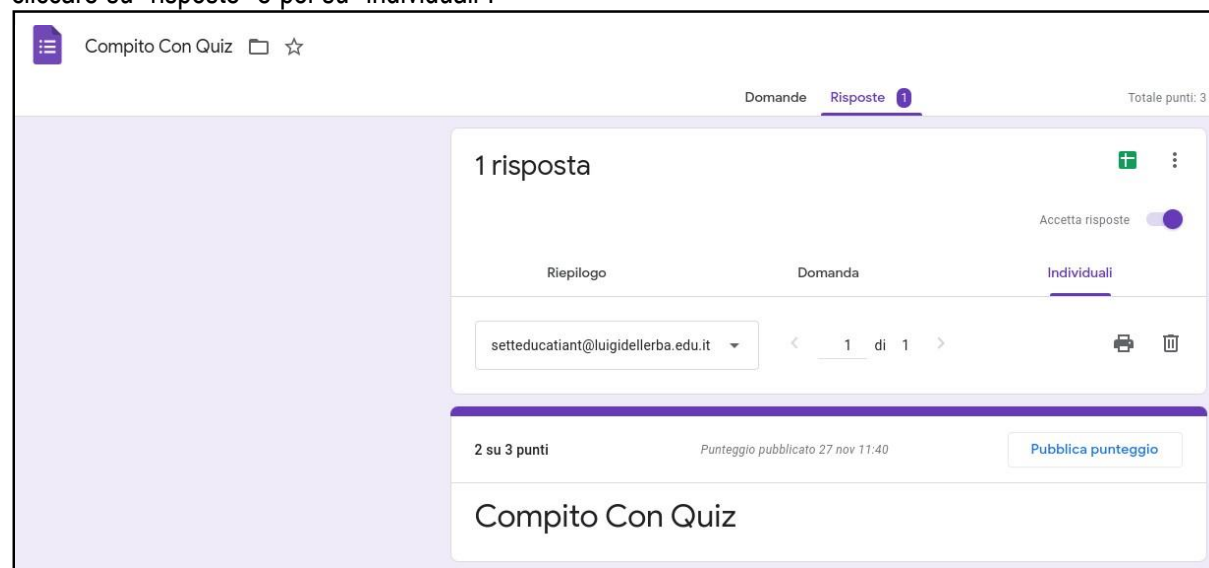 cliccare su "risposte" e poi su "individuali".
Compito Con Quiz
Domande Risposte 1 Totale punti: 3
1 risposta
Accetta risposte
Riepilogo Domanda Individuali
setteducatiant@luigidellerba.edu.it 1 di 1
2 su 3 punti Punteggio pubblicato 27 nov 11:40 Pubblica punteggio
Compito Con Quiz